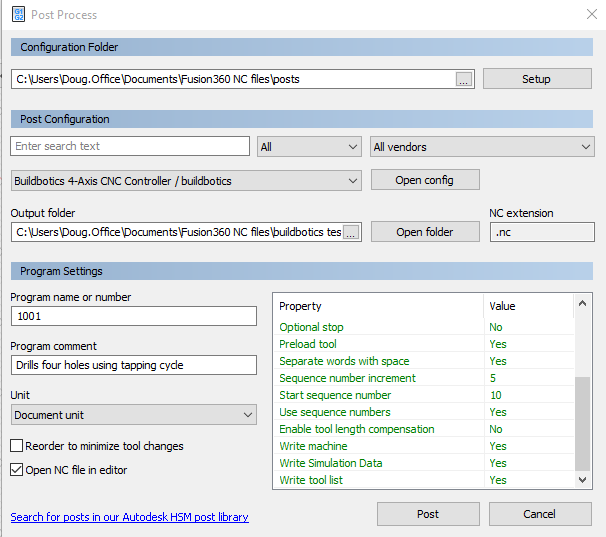 G1
G2
Post Process
Configuration Folder
C:\Users\Doug.Office\Documents\Fusion360 NC files\posts
...
Setup
Post Configuration
Enter search text
All
All vendors
Buildbotics 4-Axis CNC Controller / buildbotics
Open config
Output folder
NC extension
C:\Users\Doug.Office\Documents\Fusion360 NC files\buildbotics tes
...
Open folder
.nc
Program Settings
Program name or number
1001
Program comment
Drills four holes using tapping cycle
Unit
Document unit
Reorder to minimize tool changes
Open NC file in editor
Property Value
Optional stop No
Preload tool Yes
Separate words with space Yes
Sequence number increment 5
Start sequence number 10
Use sequence numbers Yes
Enable tool length compensation No
Write machine Yes
Write Simulation Data Yes
Write tool list Yes
Search for posts in our Autodesk HSM post library
Post
Cancel